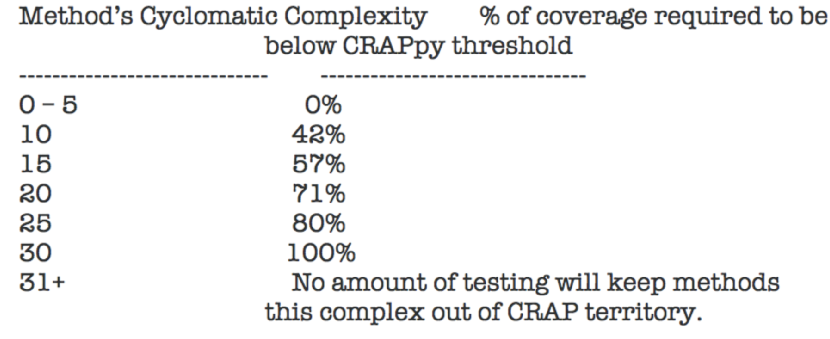 Method's Cyclomatic Complexity % of coverage required to be
below CRAPpy threshold
------------------------------ --------------------------------
0 – 5 0%
10 42%
15 57%
20 71%
25 80%
30 100%
31+ No amount of testing will keep methods
this complex out of CRAP territory.